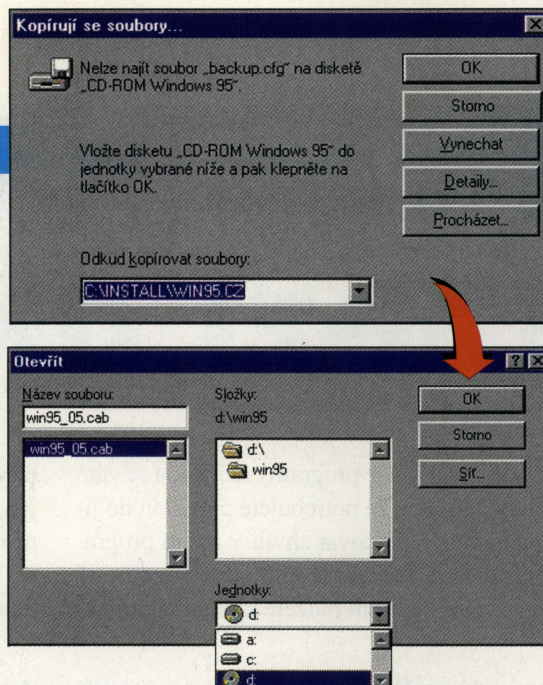 Kopírují se soubory...
Nelze najít soubor „backup.cfg“ na disketě
„CD-ROM Windows 95“.
Vložte disketu „CD-ROM Windows 95“ do
jednotky vybrané níže a pak klepněte na
tlačítko OK.
Odkud kopírovat soubory:
C:\INSTALL\WIN95.CZ
OK
Storno
Vynechat
Detaily...
Procházet...
Otevřít
Název souboru:
win95_05.cab
win95_05.cab
Složky:
d:\win95
d:\
win95
Jednotky:
d:
a:
c:
d:
OK
Storno
Síť...